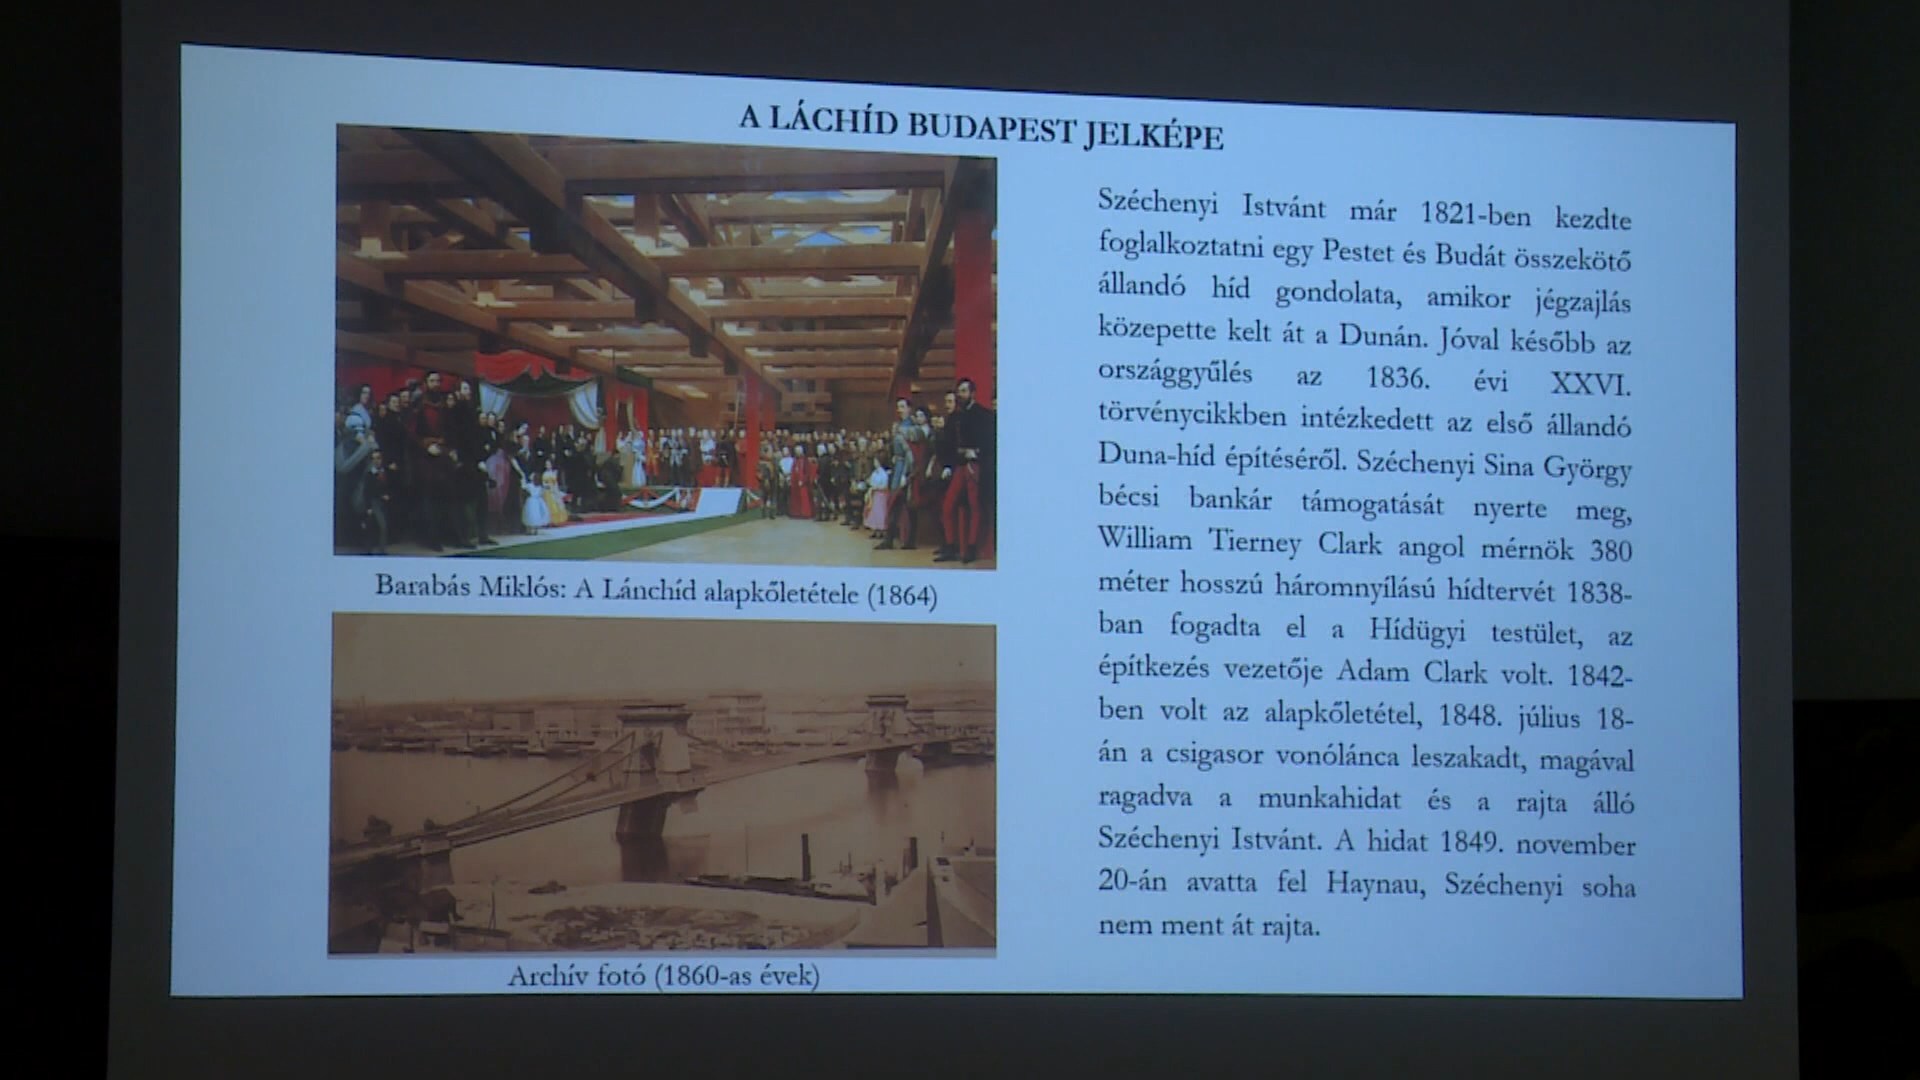 A LÁCHÍD BUDAPEST JELKÉPE
Barabás Miklós: A Lánchíd alapkőletétele (1864)
Archív fotó (1860-as évek)
Széchenyi Istvánt már 1821-ben kezdte
foglalkoztatni egy Pestet és Budát összekötő
állandó híd gondolata, amikor jégzajlás
közepette kelt át a Dunán. Jóval később az
országgyűlés az 1836. évi XXVI.
törvénycikkben intézkedett az első állandó
Duna-híd építéséről. Széchenyi Sina György
bécsi bankár támogatását nyerte meg,
William Tierney Clark angol mérnök 380
méter hosszú háromnyílású hídtervét 1838-
ban fogadta el a Hídügyi testület, az
építkezés vezetője Adam Clark volt. 1842-
ben volt az alapkőletétel, 1848. július 18-
án a csigasor vonólánca leszakadt, magával
ragadva a munkahidat és a rajta álló
Széchenyi Istvánt. A hidat 1849. november
20-án avatta fel Haynau, Széchenyi soha
nem ment át rajta.